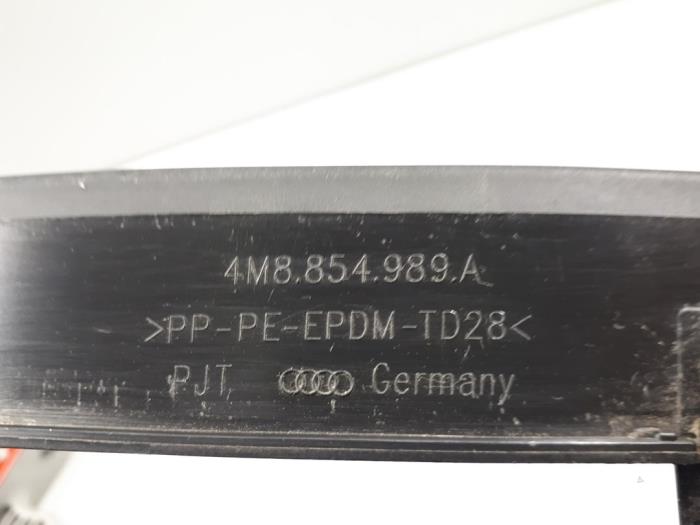 4M8.854.989.A
>PP-PE-EPDM-TD28<
PJT Germany